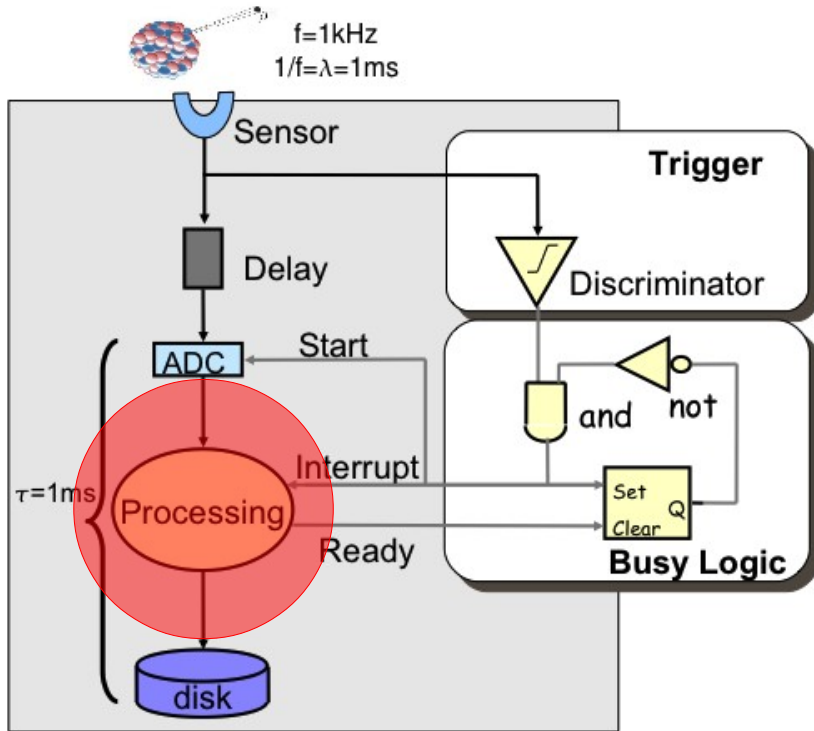 f=1kHz
1/f=λ=1ms
Sensor
Trigger
Delay
Discriminator
Start
ADC
and
not
Interrupt
τ=1ms
Processing
Set
Q
Clear
Ready
Busy Logic
disk